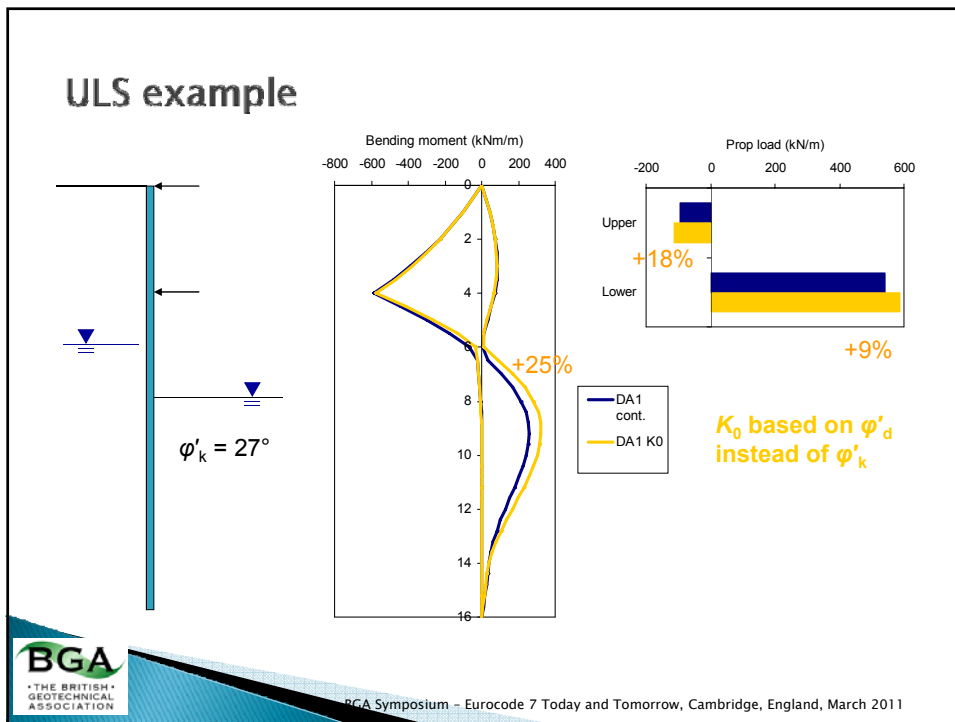 ULS example
Bending moment (kNm/m)
-800 -600 -400 -200 0 200 400
0
2
4
6
8
10
12
14
16
+25%
φ′k = 27°
DA1 cont.
DA1 K0
Prop load (kN/m)
-200 0 200 400 600
Upper
+18%
Lower
+9%
K0 based on φ′d
instead of φ′k
BGA
• THE BRITISH
GEOTECHNICAL
ASSOCIATION
BGA Symposium – Eurocode 7 Today and Tomorrow, Cambridge, England, March 2011